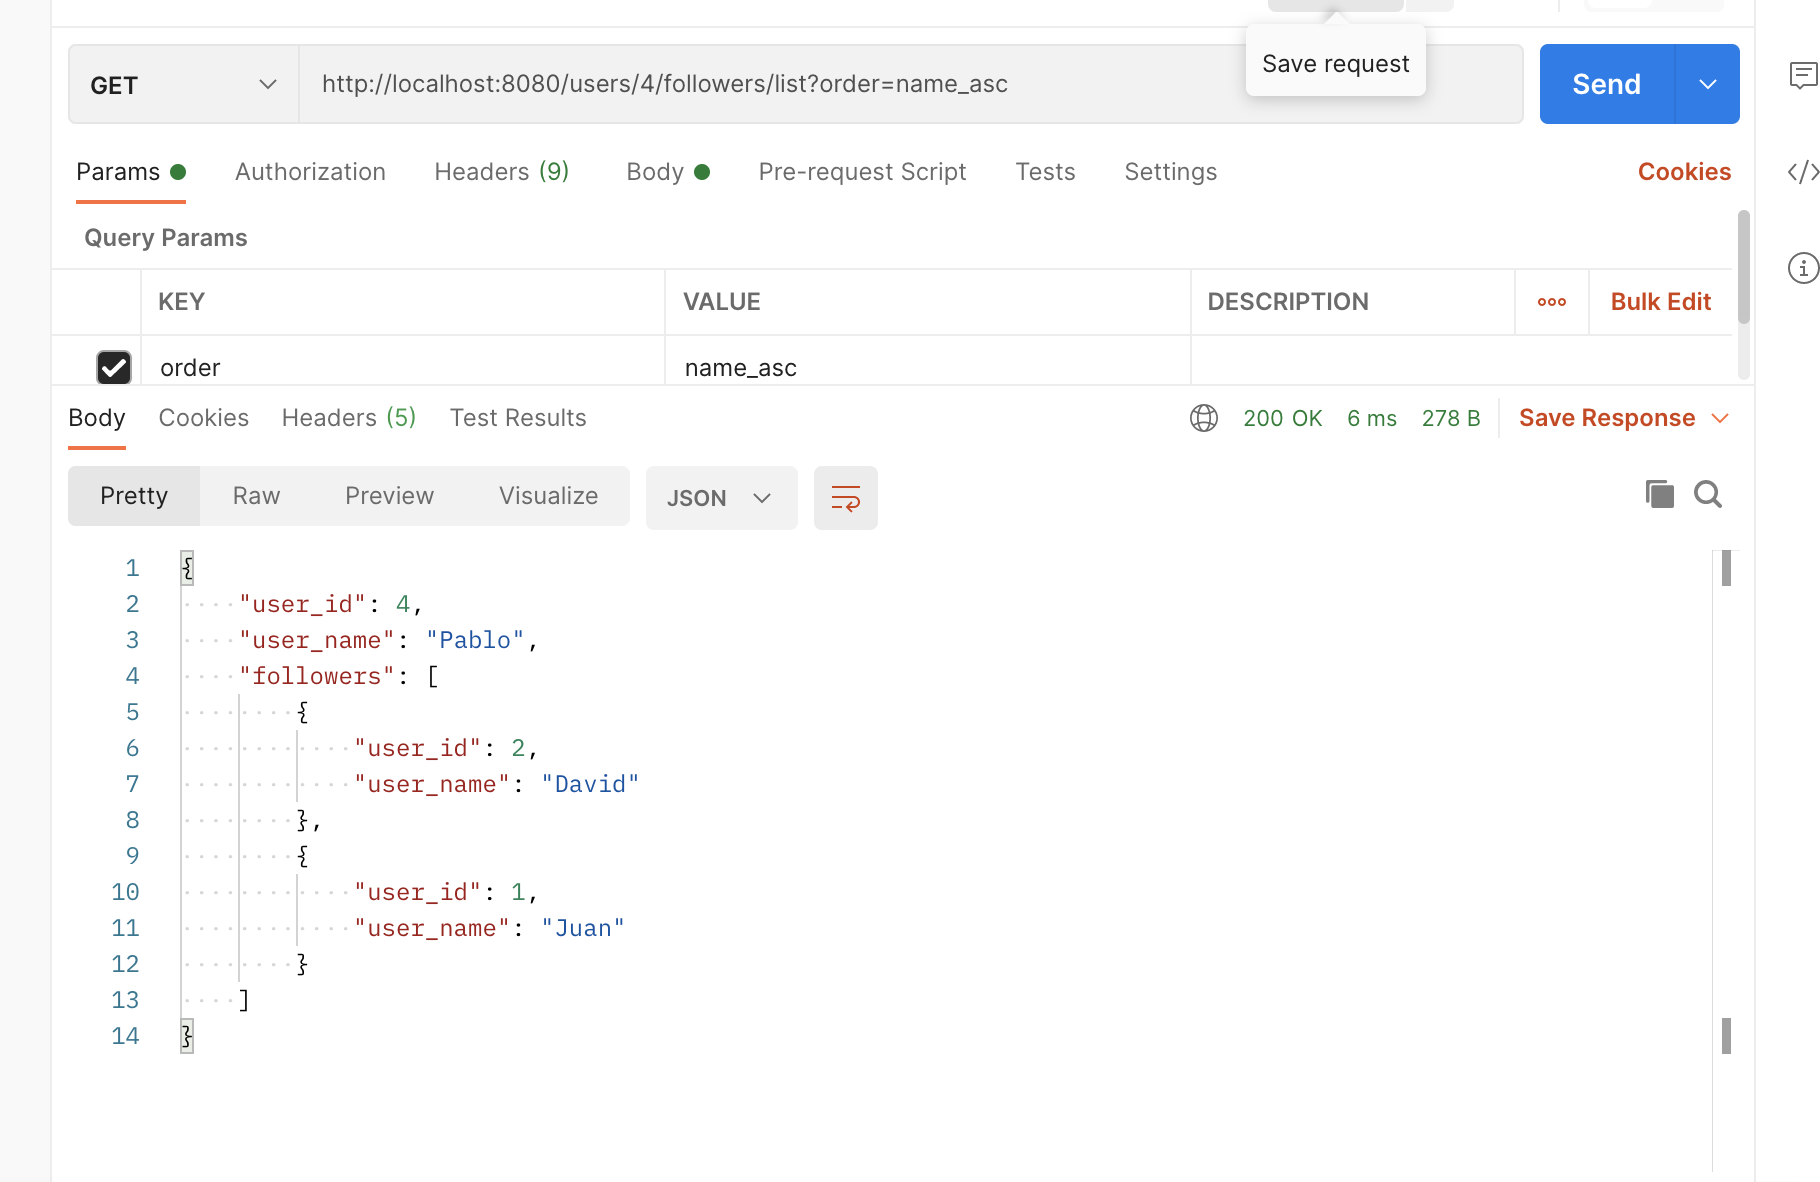 Save request
GET http://localhost:8080/users/4/followers/list?order=name_asc Send
Params Authorization Headers (9) Body Pre-request Script Tests Settings Cookies
Query Params
KEY VALUE DESCRIPTION ooo Bulk Edit
order name_asc
Body Cookies Headers (5) Test Results 200 OK 6 ms 278 B Save Response
Pretty Raw Preview Visualize JSON
1 {
2 "user_id": 4,
3 "user_name": "Pablo",
4 "followers": [
5 {
6 "user_id": 2,
7 "user_name": "David"
8 },
9 {
10 "user_id": 1,
11 "user_name": "Juan"
12 }
13 ]
14 }